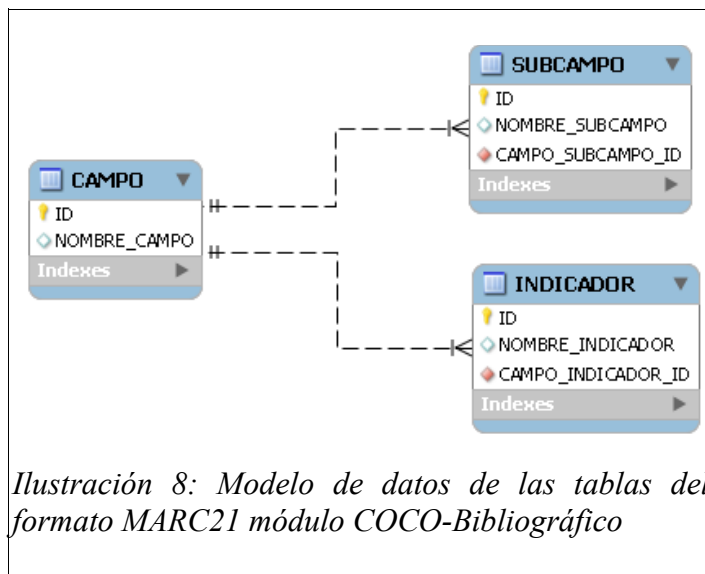 SUBCAMPO
ID
NOMBRE_SUBCAMPO
CAMPO_SUBCAMPO_ID
Indexes
CAMPO
ID
NOMBRE_CAMPO
Indexes
INDICADOR
ID
NOMBRE_INDICADOR
CAMPO_INDICADOR_ID
Indexes
Ilustración 8: Modelo de datos de las tablas del
formato MARC21 módulo COCO-Bibliográfico